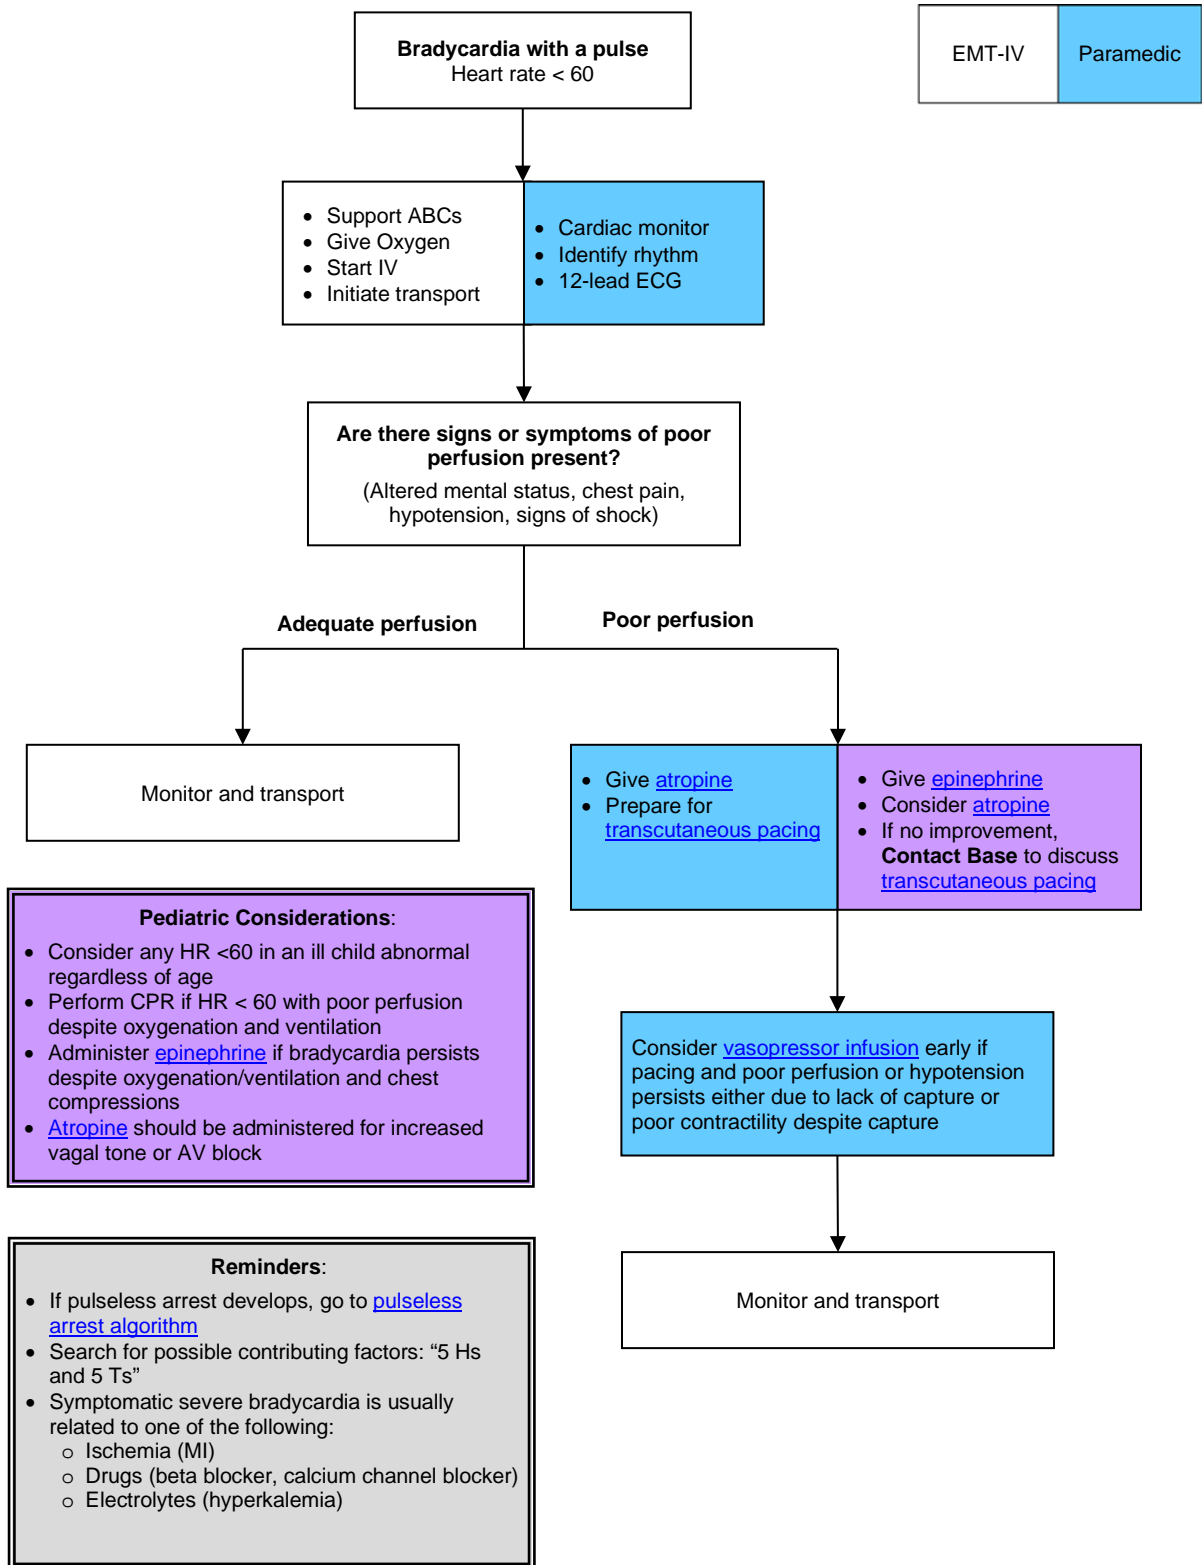 Bradycardia with a pulse
Heart rate < 60
EMT-IV
Paramedic
• Support ABCs
• Give Oxygen
• Start IV
• Initiate transport
• Cardiac monitor
• Identify rhythm
• 12-lead ECG
Are there signs or symptoms of poor
perfusion present?
(Altered mental status, chest pain,
hypotension, signs of shock)
Adequate perfusion
Poor perfusion
Monitor and transport
• Give atropine
• Prepare for
transcutaneous pacing
• Give epinephrine
• Consider atropine
• If no improvement,
Contact Base to discuss
transcutaneous pacing
Pediatric Considerations:
• Consider any HR <60 in an ill child abnormal
regardless of age
• Perform CPR if HR < 60 with poor perfusion
despite oxygenation and ventilation
• Administer epinephrine if bradycardia persists
despite oxygenation/ventilation and chest
compressions
• Atropine should be administered for increased
vagal tone or AV block
Consider vasopressor infusion early if
pacing and poor perfusion or hypotension
persists either due to lack of capture or
poor contractility despite capture
Monitor and transport
Reminders:
• If pulseless arrest develops, go to pulseless
arrest algorithm
• Search for possible contributing factors: “5 Hs
and 5 Ts”
• Symptomatic severe bradycardia is usually
related to one of the following:
o Ischemia (MI)
o Drugs (beta blocker, calcium channel blocker)
o Electrolytes (hyperkalemia)